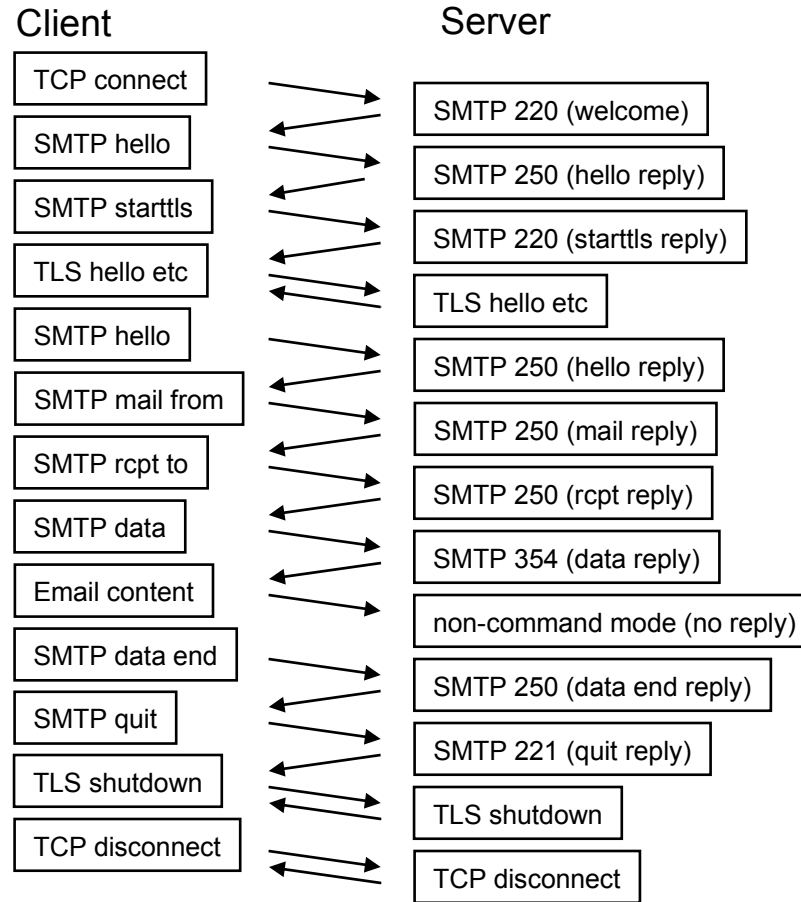 Client
Server
TCP connect
SMTP 220 (welcome)
SMTP hello
SMTP 250 (hello reply)
SMTP starttls
SMTP 220 (starttls reply)
TLS hello etc
TLS hello etc
SMTP hello
SMTP 250 (hello reply)
SMTP mail from
SMTP 250 (mail reply)
SMTP rcpt to
SMTP 250 (rcpt reply)
SMTP data
SMTP 354 (data reply)
Email content
non-command mode (no reply)
SMTP data end
SMTP 250 (data end reply)
SMTP quit
SMTP 221 (quit reply)
TLS shutdown
TLS shutdown
TCP disconnect
TCP disconnect